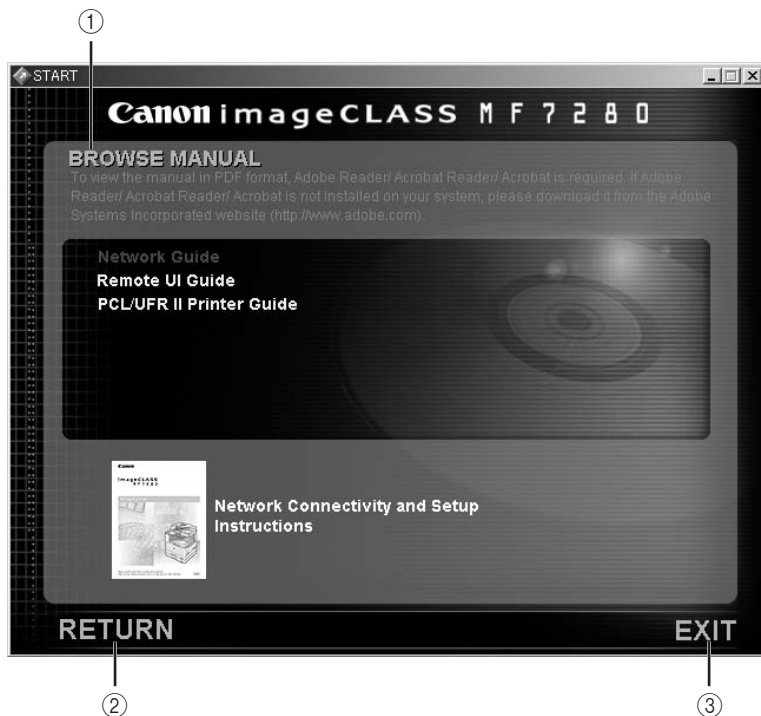 ①
START
Canon imageCLASS MF7280
BROWSE MANUAL
To view the manual in PDF format, Adobe Reader/ Acrobat Reader/ Acrobat is required. If Adobe
Reader/ Acrobat Reader/ Acrobat is not installed on your system, please download it from the Adobe
Systems Incorporated website (http://www.adobe.com).
Network Guide
Remote UI Guide
PCL/UFR II Printer Guide
Canon
imageCLASS
MF7280
Network Connectivity and Setup
Instructions
RETURN
EXIT
②
③